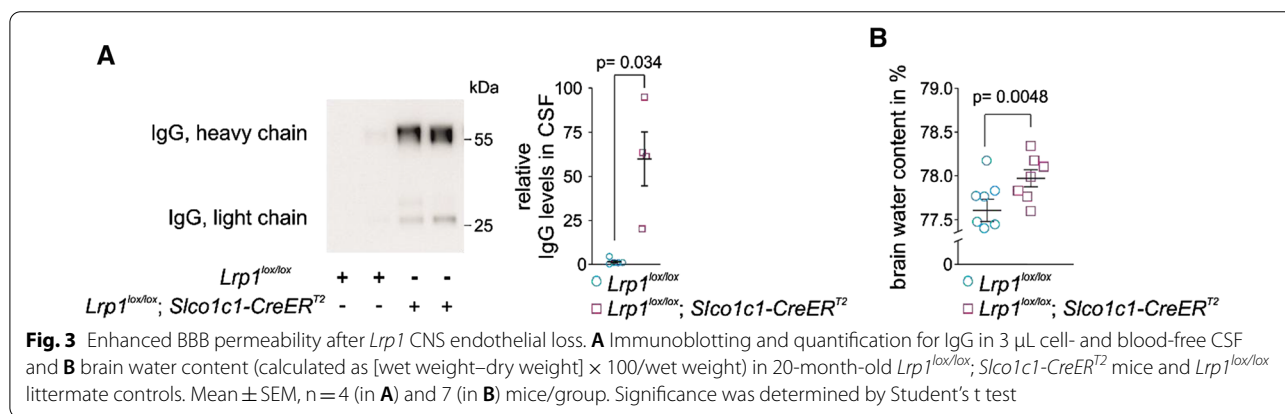 A
kDa
IgG, heavy chain
-55
IgG, light chain
-25
Lrp1lox/lox + + - -
Lrp1lox/lox; Slco1c1-CreERT2 - - + +
p= 0.034
relative
IgG levels in CSF
100
75
50
25
0
Lrp1lox/lox
Lrp1lox/lox; Slco1c1-CreERT2
B
p= 0.0048
brain water content in %
79.0
78.5
78.0
77.5
0
Lrp1lox/lox
Lrp1lox/lox; Slco1c1-CreERT2
Fig. 3 Enhanced BBB permeability after Lrp1 CNS endothelial loss. A Immunoblotting and quantification for IgG in 3 µL cell- and blood-free CSF
and B brain water content (calculated as [wet weight–dry weight] × 100/wet weight) in 20-month-old Lrp1lox/lox; Slco1c1-CreERT2 mice and Lrp1lox/lox
littermate controls. Mean ± SEM, n = 4 (in A) and 7 (in B) mice/group. Significance was determined by Student's t test